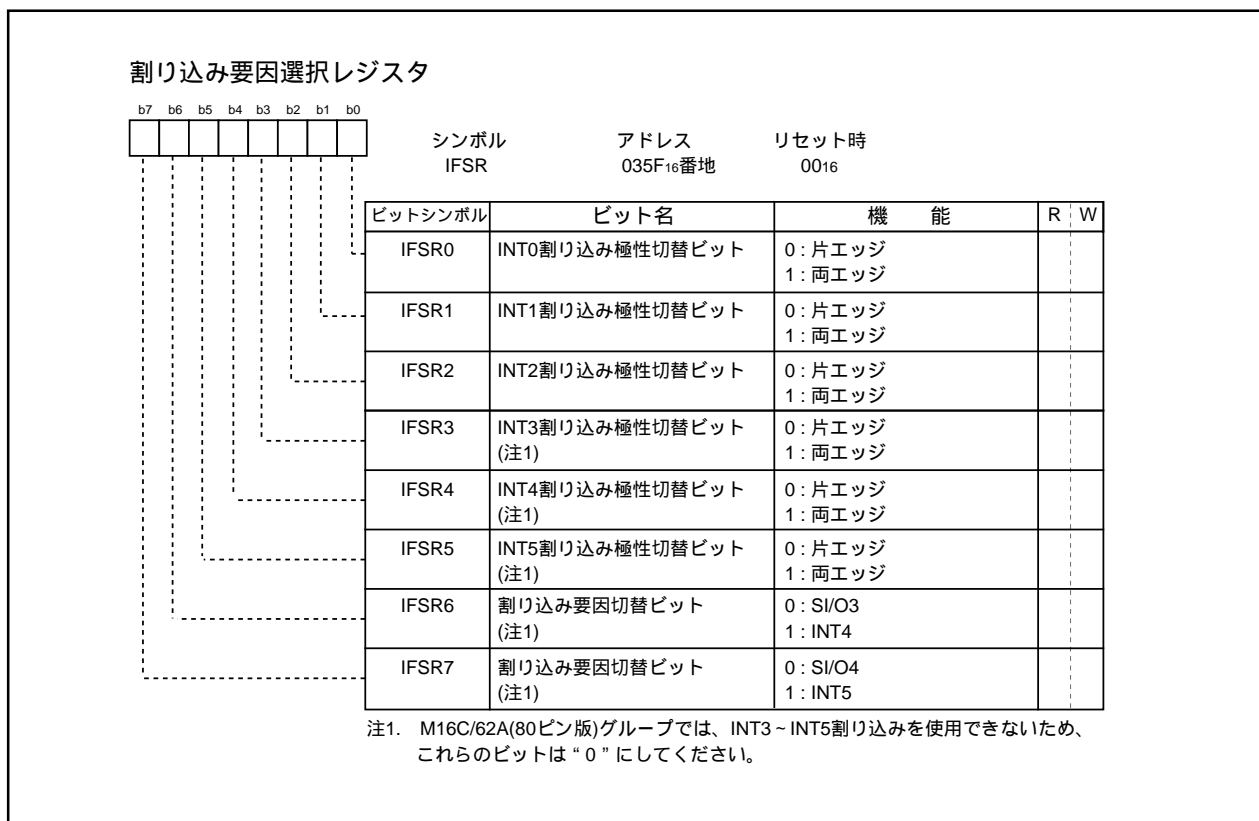 割り込み要因選択レジスタ
b7 b6 b5 b4 b3 b2 b1 b0
シンボル アドレス リセット時
IFSR 035F16番地 0016
ビットシンボル ビット名 機 能 R W
IFSR0 INT0割り込み極性切替ビット 0 : 片エッジ
1 : 両エッジ
IFSR1 INT1割り込み極性切替ビット 0 : 片エッジ
1 : 両エッジ
IFSR2 INT2割り込み極性切替ビット 0 : 片エッジ
1 : 両エッジ
IFSR3 INT3割り込み極性切替ビット 0 : 片エッジ
(注1) 1 : 両エッジ
IFSR4 INT4割り込み極性切替ビット 0 : 片エッジ
(注1) 1 : 両エッジ
IFSR5 INT5割り込み極性切替ビット 0 : 片エッジ
(注1) 1 : 両エッジ
IFSR6 割り込み要因切替ビット 0 : SI/O3
(注1) 1 : INT4
IFSR7 割り込み要因切替ビット 0 : SI/O4
(注1) 1 : INT5
注1. M16C/62A(80ピン版)グループでは、INT3~INT5割り込みを使用できないため、
これらのビットは“0”にしてください。